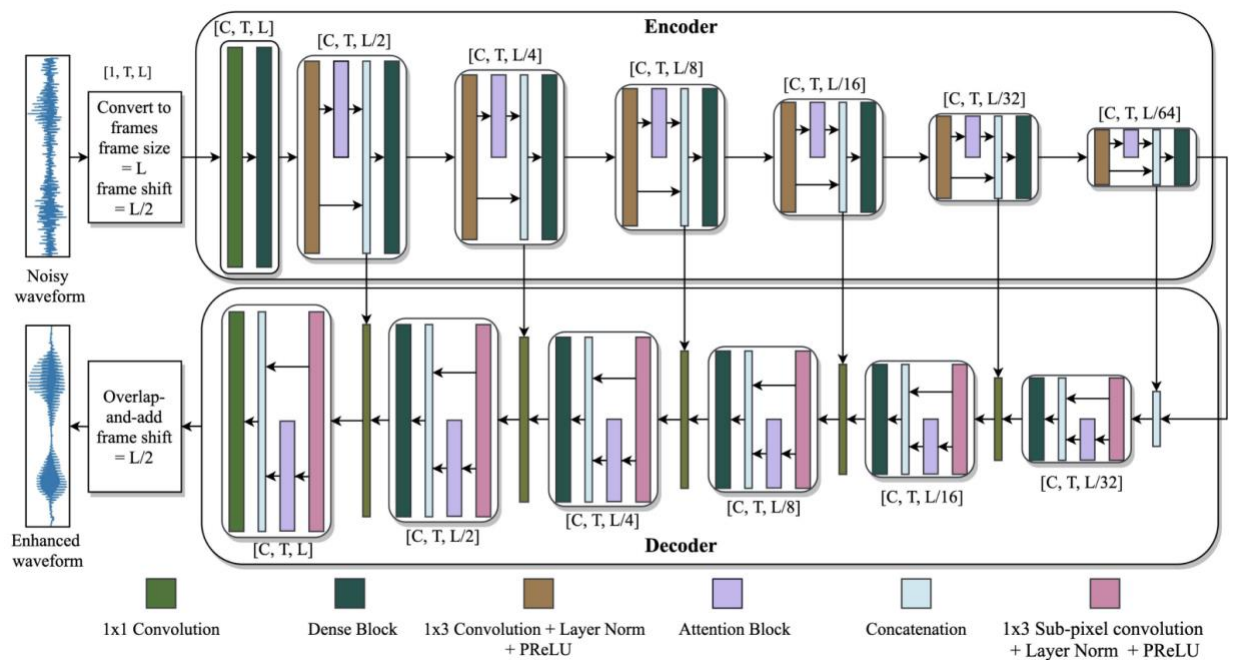 Encoder
[C, T, L]
[C, T, L/2]
[C, T, L/4]
[C, T, L/8]
[C, T, L/16]
[C, T, L/32]
[C, T, L/64]
[1, T, L]
Convert to
frames
frame size
= L
frame shift
= L/2
Noisy
waveform
Overlap-
and-add
frame shift
= L/2
Enhanced
waveform
[C, T, L]
[C, T, L/2]
[C, T, L/4]
[C, T, L/8]
[C, T, L/16]
[C, T, L/32]
Decoder
1x1 Convolution
Dense Block
1x3 Convolution + Layer Norm
+ PReLU
Attention Block
Concatenation
1x3 Sub-pixel convolution
+ Layer Norm + PReLU